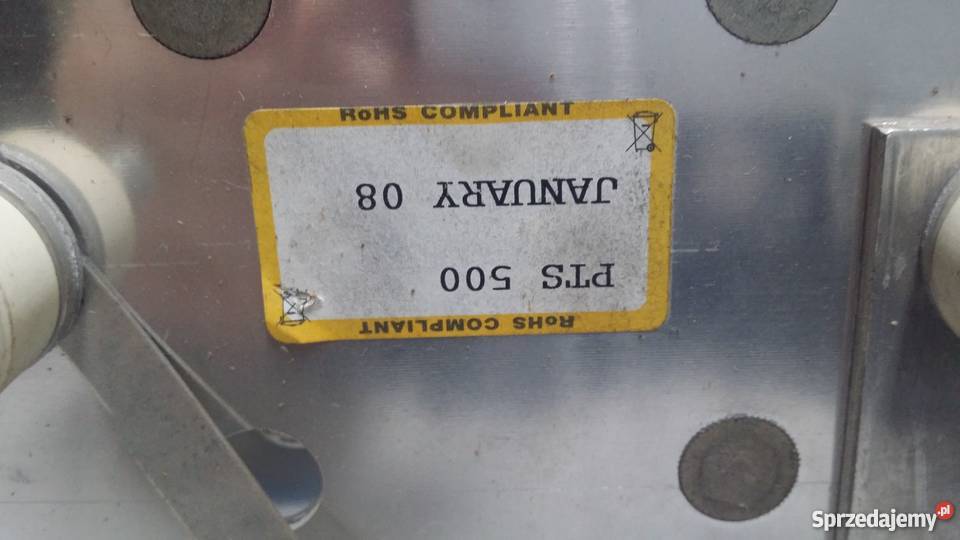 RoHS COMPLIANT
PTS 500
JANUARY 08
RoHS COMPLIANT
Sprzedajemy.pl